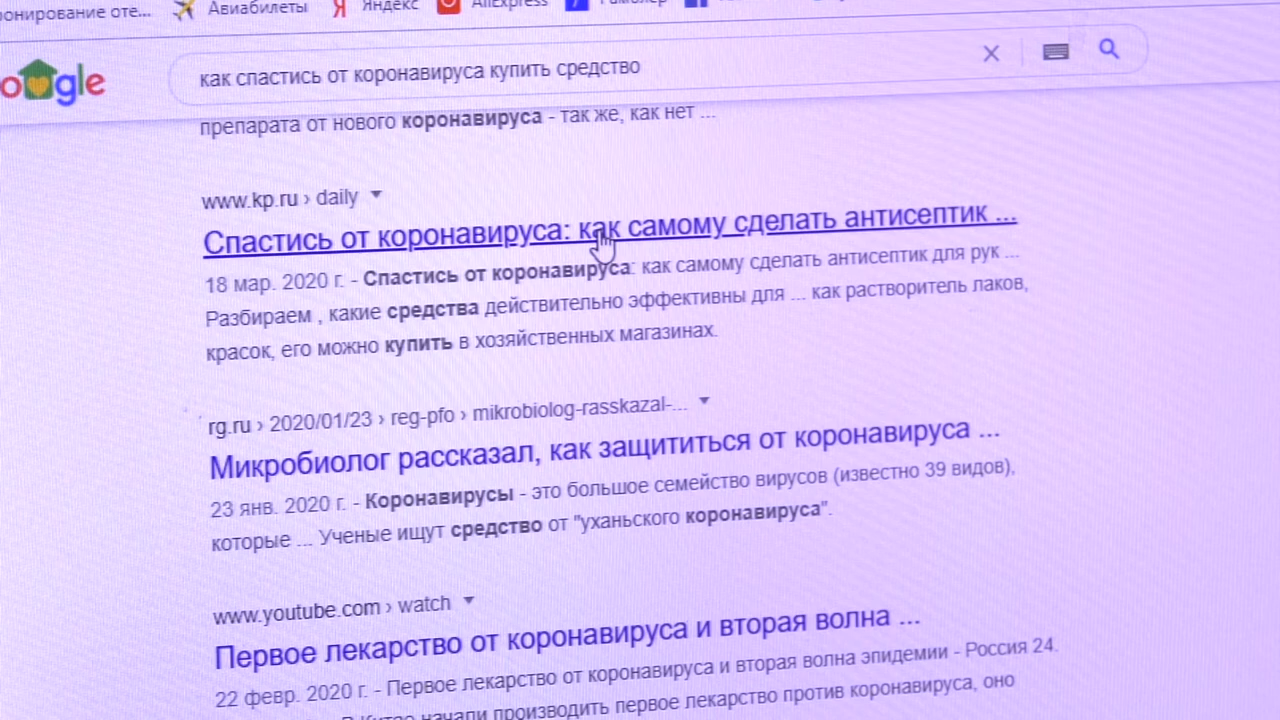 Авиабилеты
Яндекс
как спастись от коронавируса купить средство
препарата от нового коронавируса - так же, как нет ...
www.kp.ru › daily
Спастись от коронавируса: как самому сделать антисептик ...
18 мар. 2020 г. - Спастись от коронавируса: как самому сделать антисептик для рук ...
Разбираем , какие средства действительно эффективны для ... как растворитель лаков,
красок, его можно купить в хозяйственных магазинах.
rg.ru › 2020/01/23 › reg-pfo › mikrobiolog-rasskazal-...
Микробиолог рассказал, как защититься от коронавируса ...
23 янв. 2020 г. - Коронавирусы - это большое семейство вирусов (известно 39 видов),
которые ... Ученые ищут средство от "уханьского коронавируса".
www.youtube.com › watch
Первое лекарство от коронавируса и вторая волна ...
22 февр. 2020 г. - Первое лекарство от коронавируса и вторая волна эпидемии - Россия 24.
начали производить первое лекарство против коронавируса, оно